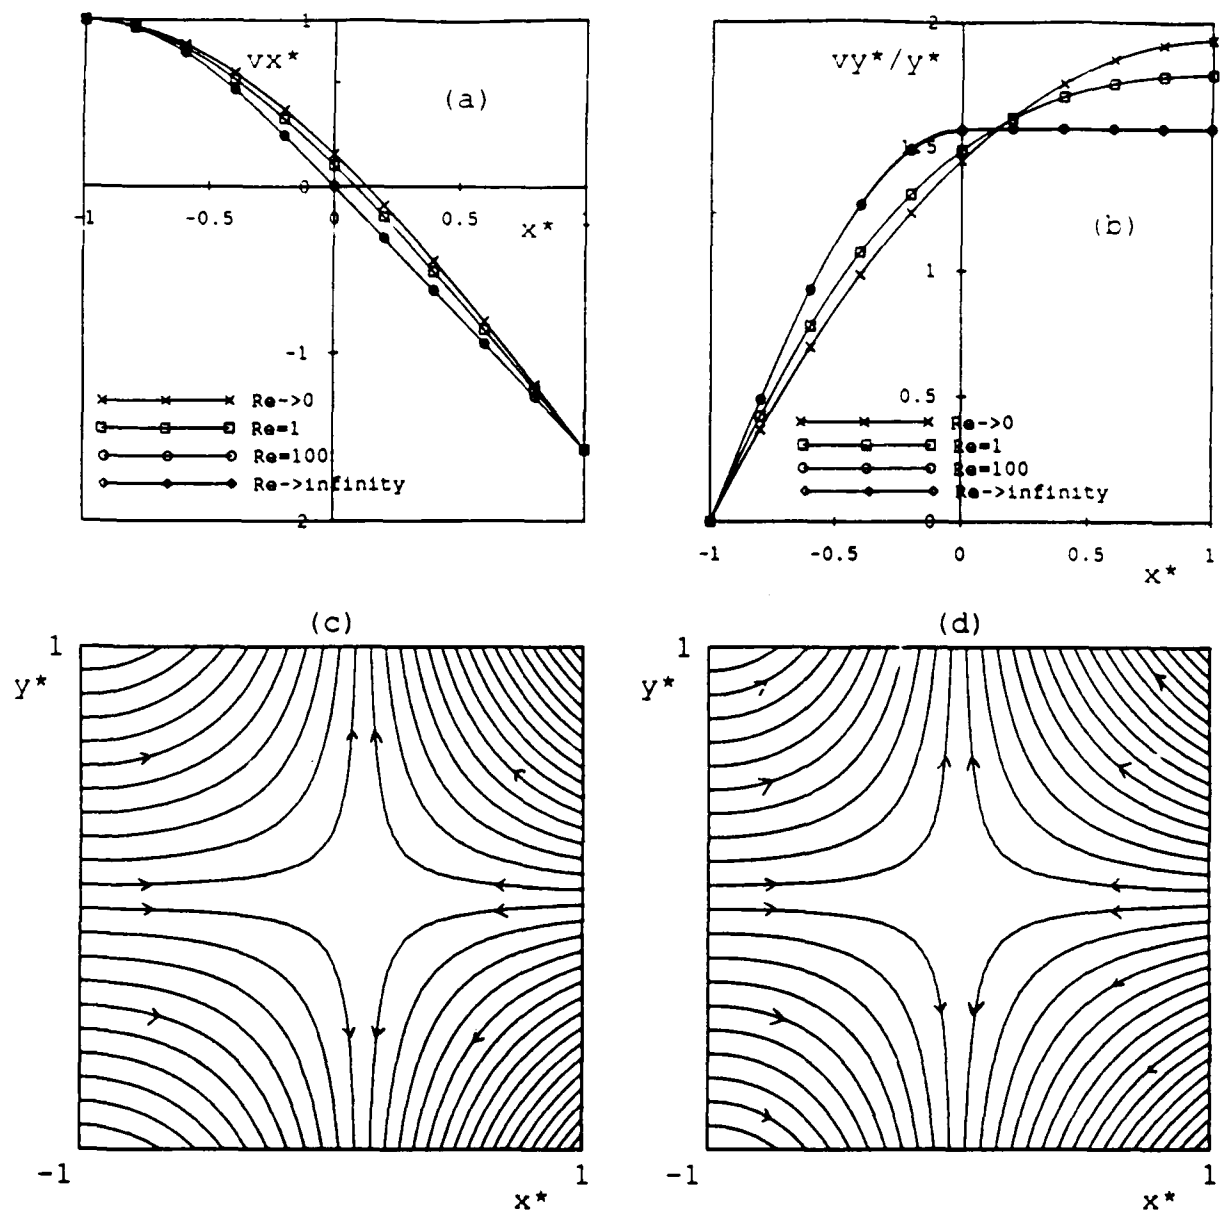 1
vx*
(a)
0
-1
-0.5
0
0.5
1
x*
-1
Re->0
Re=1
Re=100
Re->infinity
2
2
vy*/y*
1.5
(b)
1
0.5
Re->0
Re=1
Re=100
Re->infinity
0
-1
-0.5
0
0.5
1
x*
(c)
1
y*
-1
1
x*
(d)
1
y*
-1
1
x*